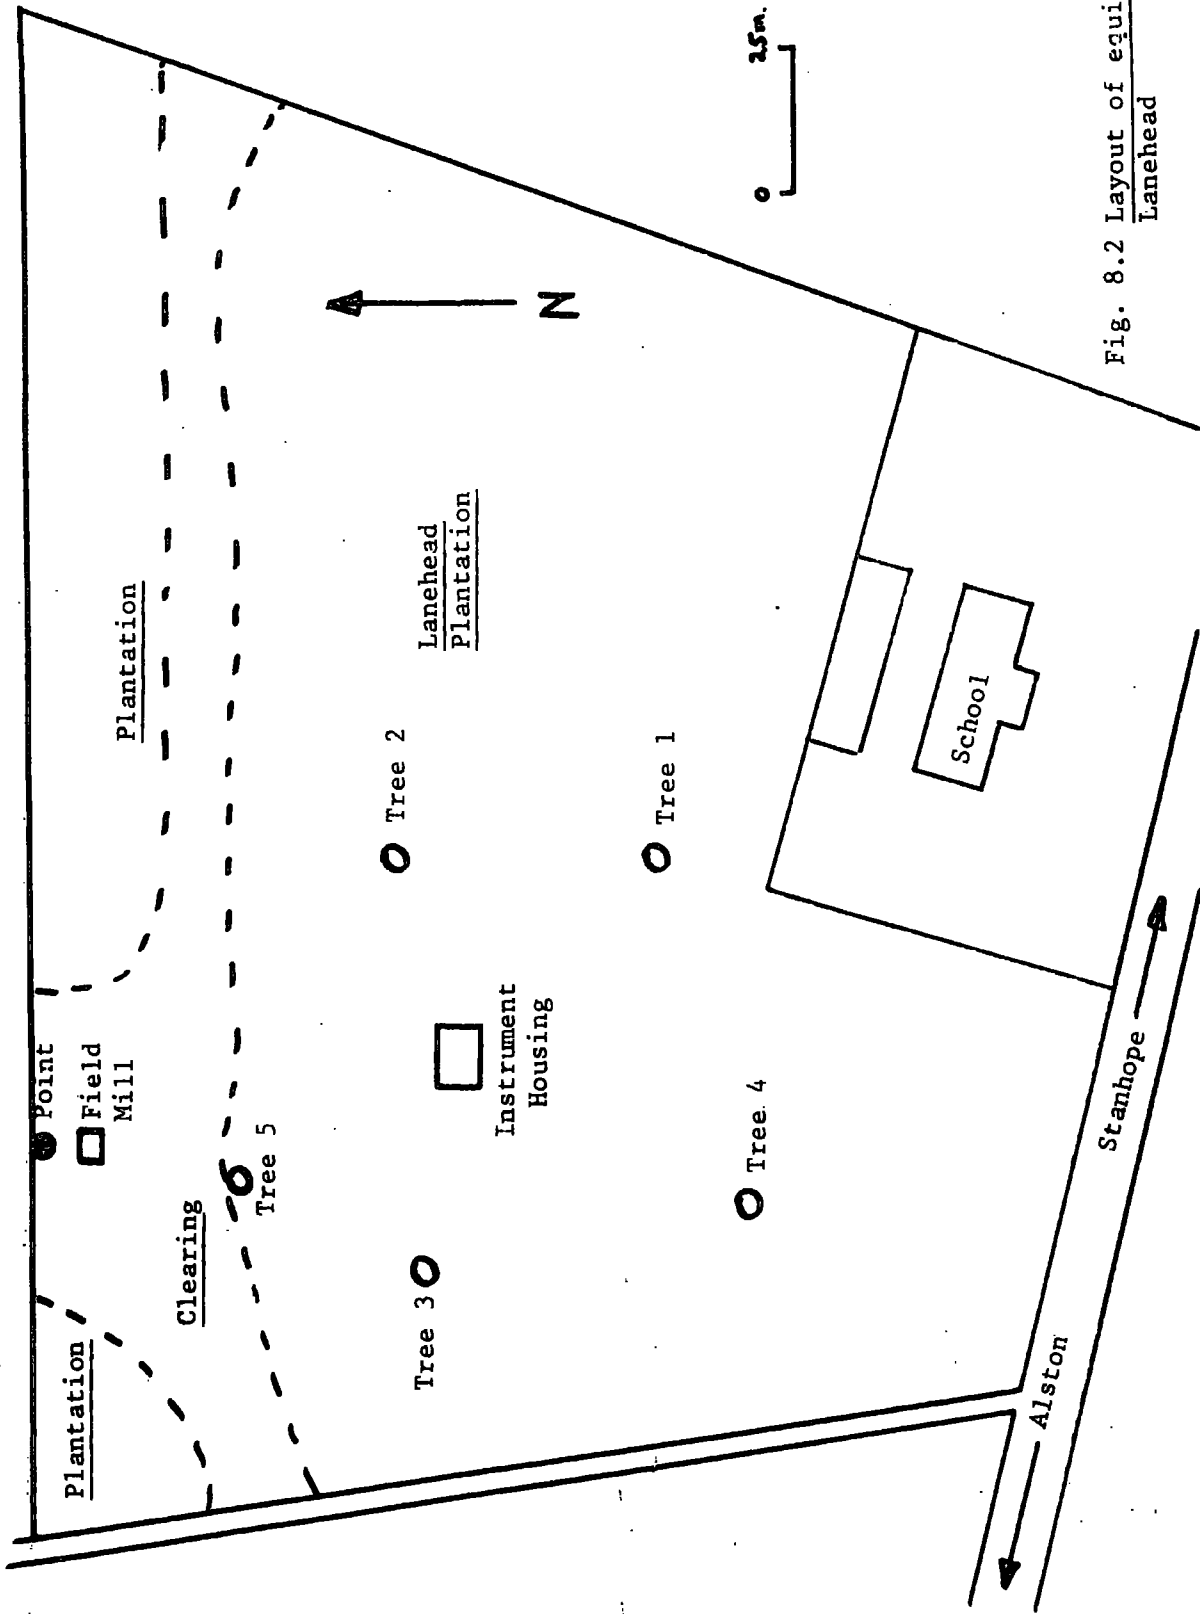 Point
Field
Mill
Plantation
Clearing
Tree 5
Plantation
Tree 3
Instrument
Housing
Tree 2
Lanehead
Plantation
N
Tree 4
Tree 1
School
Alston
Stanhope
0 25m.
Fig. 8.2 Layout of equi
Lanehead